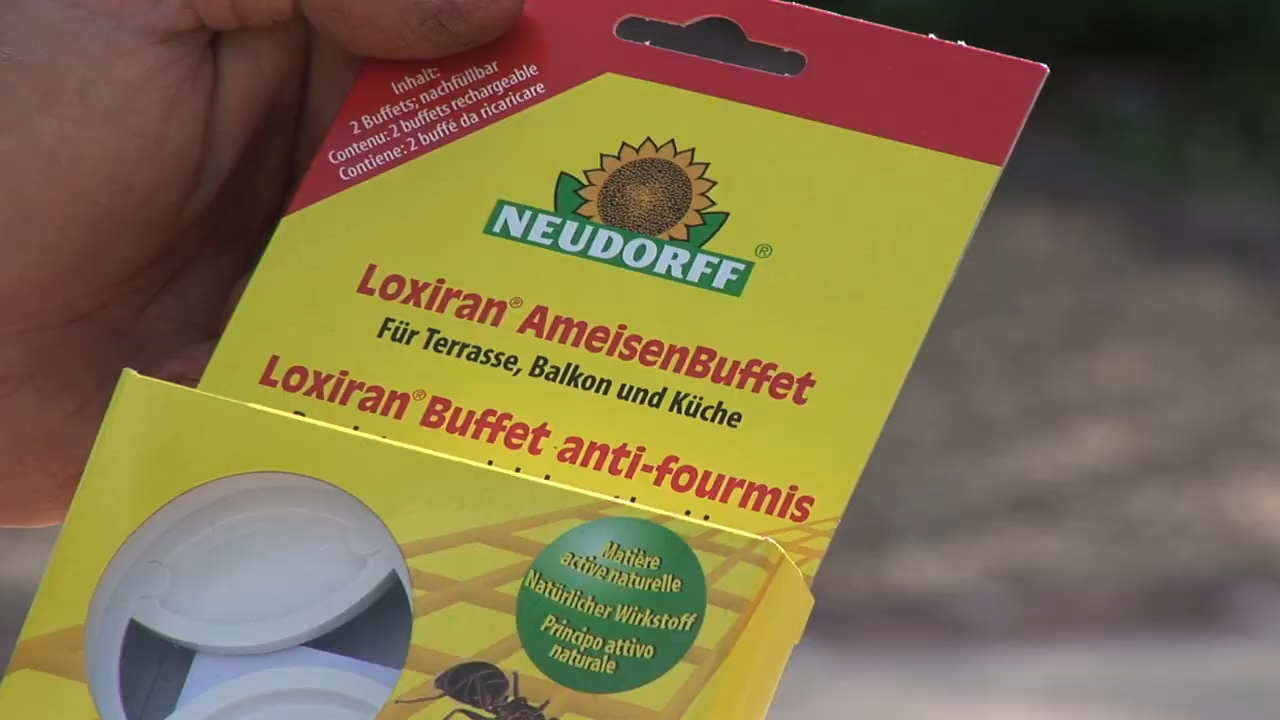 Inhalt:
2 Buffets; nachfüllbar
Contenu: 2 buffets rechargeable
Contiene: 2 buffé da ricaricare
NEUDORFF®
Loxiran® AmeisenBuffet
Für Terrasse, Balkon und Küche
Loxiran® Buffet anti-fourmis
Matière
active naturelle
Natürlicher Wirkstoff
Principo attivo
naturale